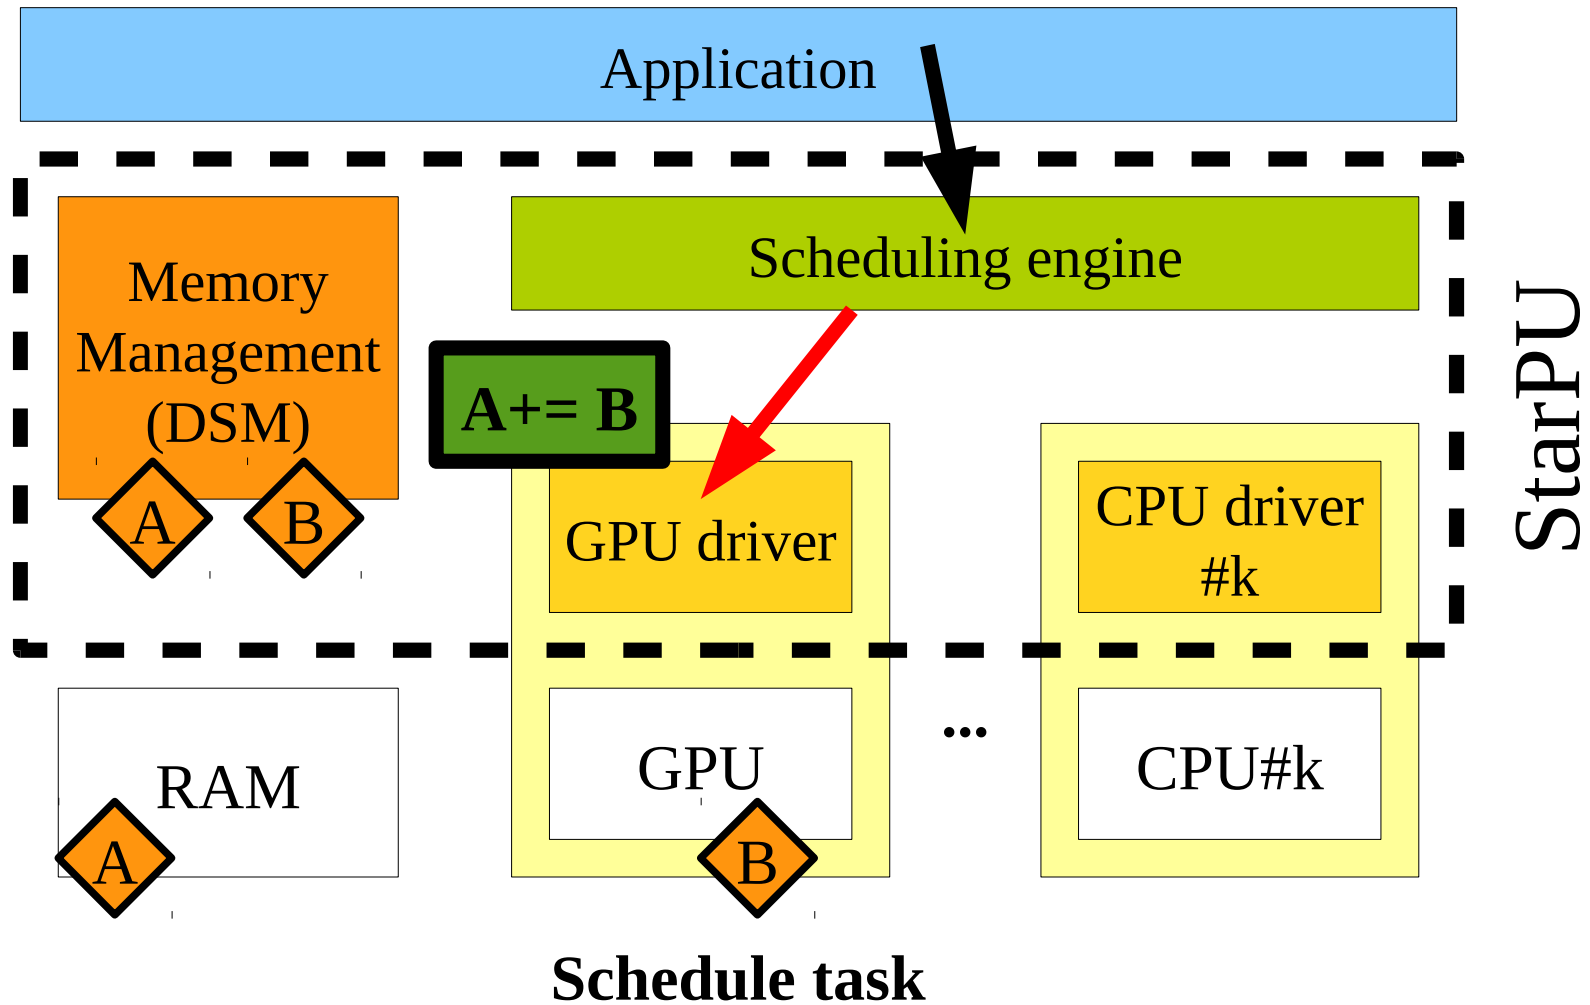 Application
Scheduling engine
Memory
Management
(DSM)
A+= B
A
B
GPU driver
CPU driver
#k
StarPU
RAM
A
GPU
B
...
CPU#k
Schedule task